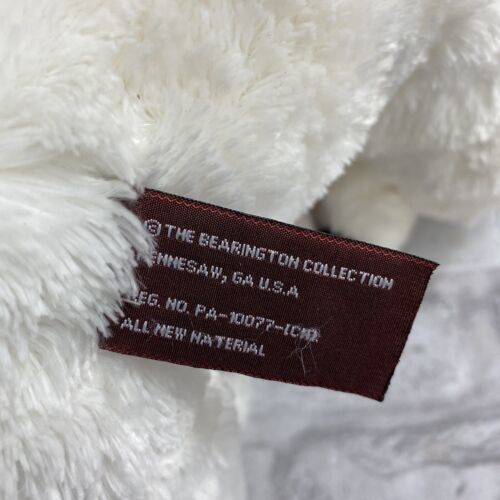 © THE BEARINGTON COLLECTION
ENNESAW, GA U.S.A
EG. NO. PA-10077-(CN)
ALL NEW MATERIAL